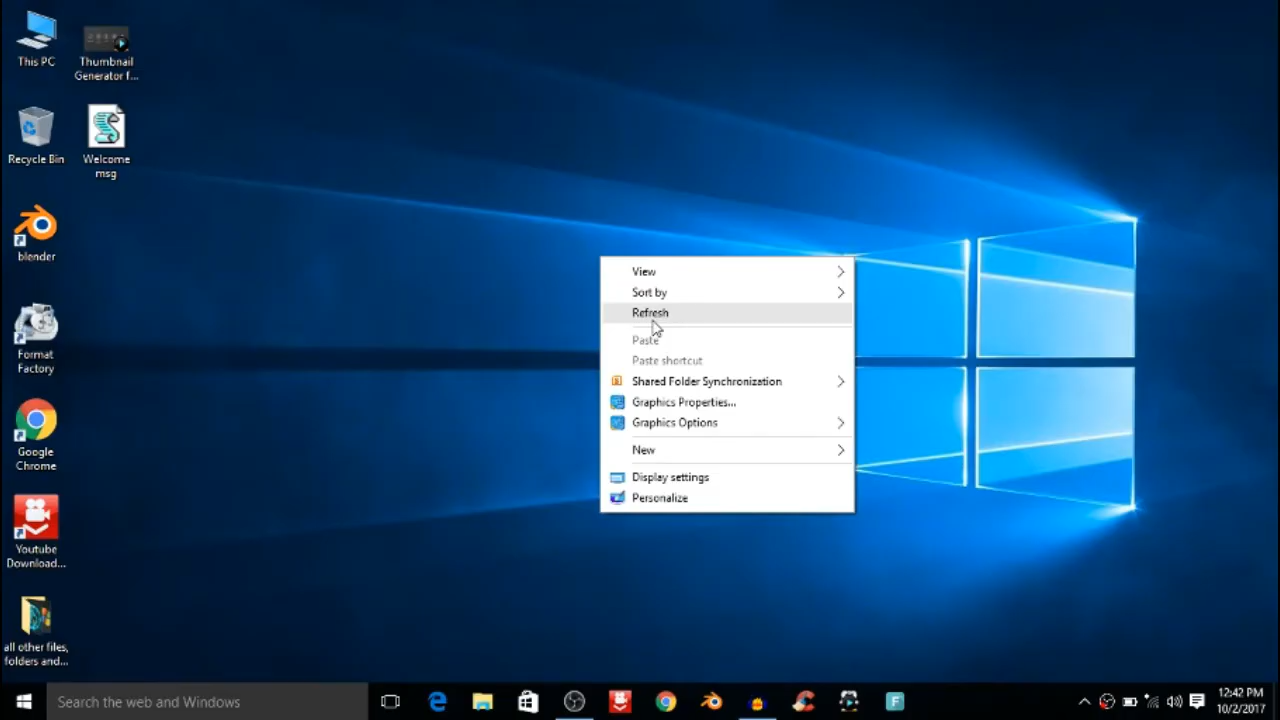 This PC
Thumbnail
Generator f...
Recycle Bin
Welcome
msg
blender
Format
Factory
Google
Chrome
Youtube
Download...
all other files,
folders and...
View
Sort by
Refresh
Paste
Paste shortcut
Shared Folder Synchronization
Graphics Properties...
Graphics Options
New
Display settings
Personalize
Search the web and Windows
F
12:42 PM
10/2/2017